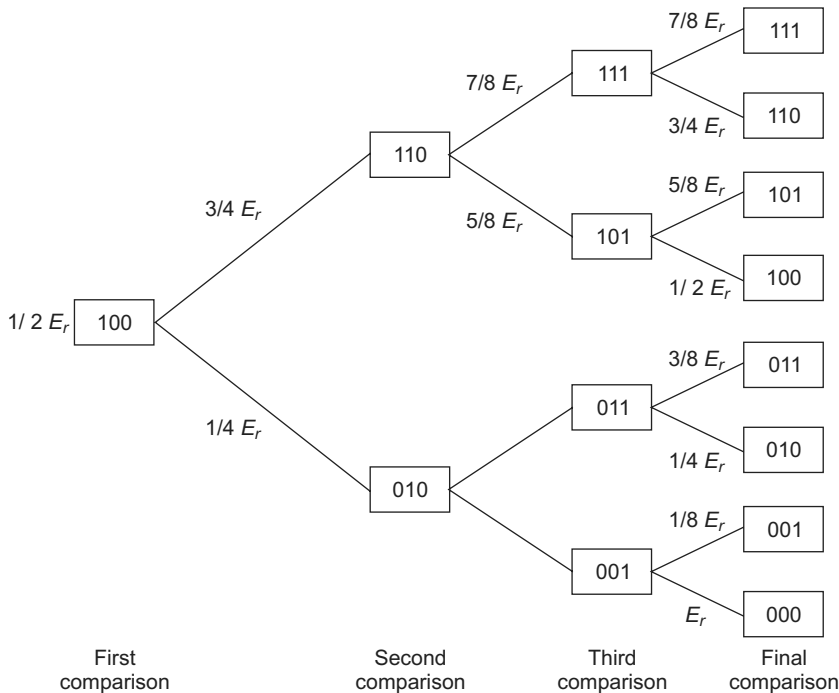 7/8 Er
111
111
7/8 Er
3/4 Er
110
110
3/4 Er
5/8 Er
5/8 Er
101
101
1/ 2 Er
100
1/ 2 Er
100
3/8 Er
011
011
1/4 Er
1/4 Er
010
010
1/8 Er
001
001
Er
000
First
comparison
Second
comparison
Third
comparison
Final
comparison